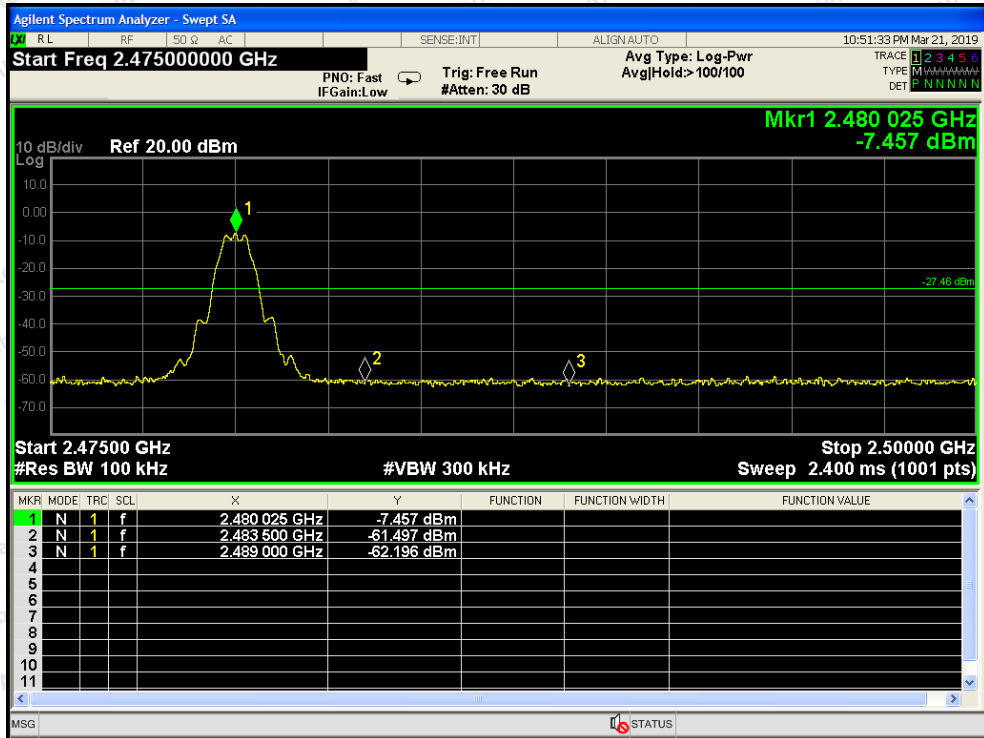 Agilent Spectrum Analyzer - Swept SA
LXI RL RF 50 Ω AC SENSE:INT ALIGN AUTO 10:51:33 PM Mar 21, 2019
Start Freq 2.475000000 GHz
PNO: Fast
IFGain:Low
Trig: Free Run
#Atten: 30 dB
Avg Type: Log-Pwr
Avg|Hold:>100/100
TRACE 1 2 3 4 5 6
TYPE M WWWWW
DET P N N N N N
Mkr1 2.480 025 GHz
-7.457 dBm
10 dB/div Ref 20.00 dBm
Log
10.0
0.00
-10.0
-20.0
-30.0
-40.0
-50.0
-60.0
-70.0
1
2
3
-27.46 dBm
Start 2.47500 GHz Stop 2.50000 GHz
#Res BW 100 kHz #VBW 300 kHz Sweep 2.400 ms (1001 pts)
MKR MODE TRC SCL X Y FUNCTION FUNCTION WIDTH FUNCTION VALUE
1 N 1 f 2.480 025 GHz -7.457 dBm
2 N 1 f 2.483 500 GHz -61.497 dBm
3 N 1 f 2.489 000 GHz -62.196 dBm
4
5
6
7
8
9
10
11
MSG STATUS